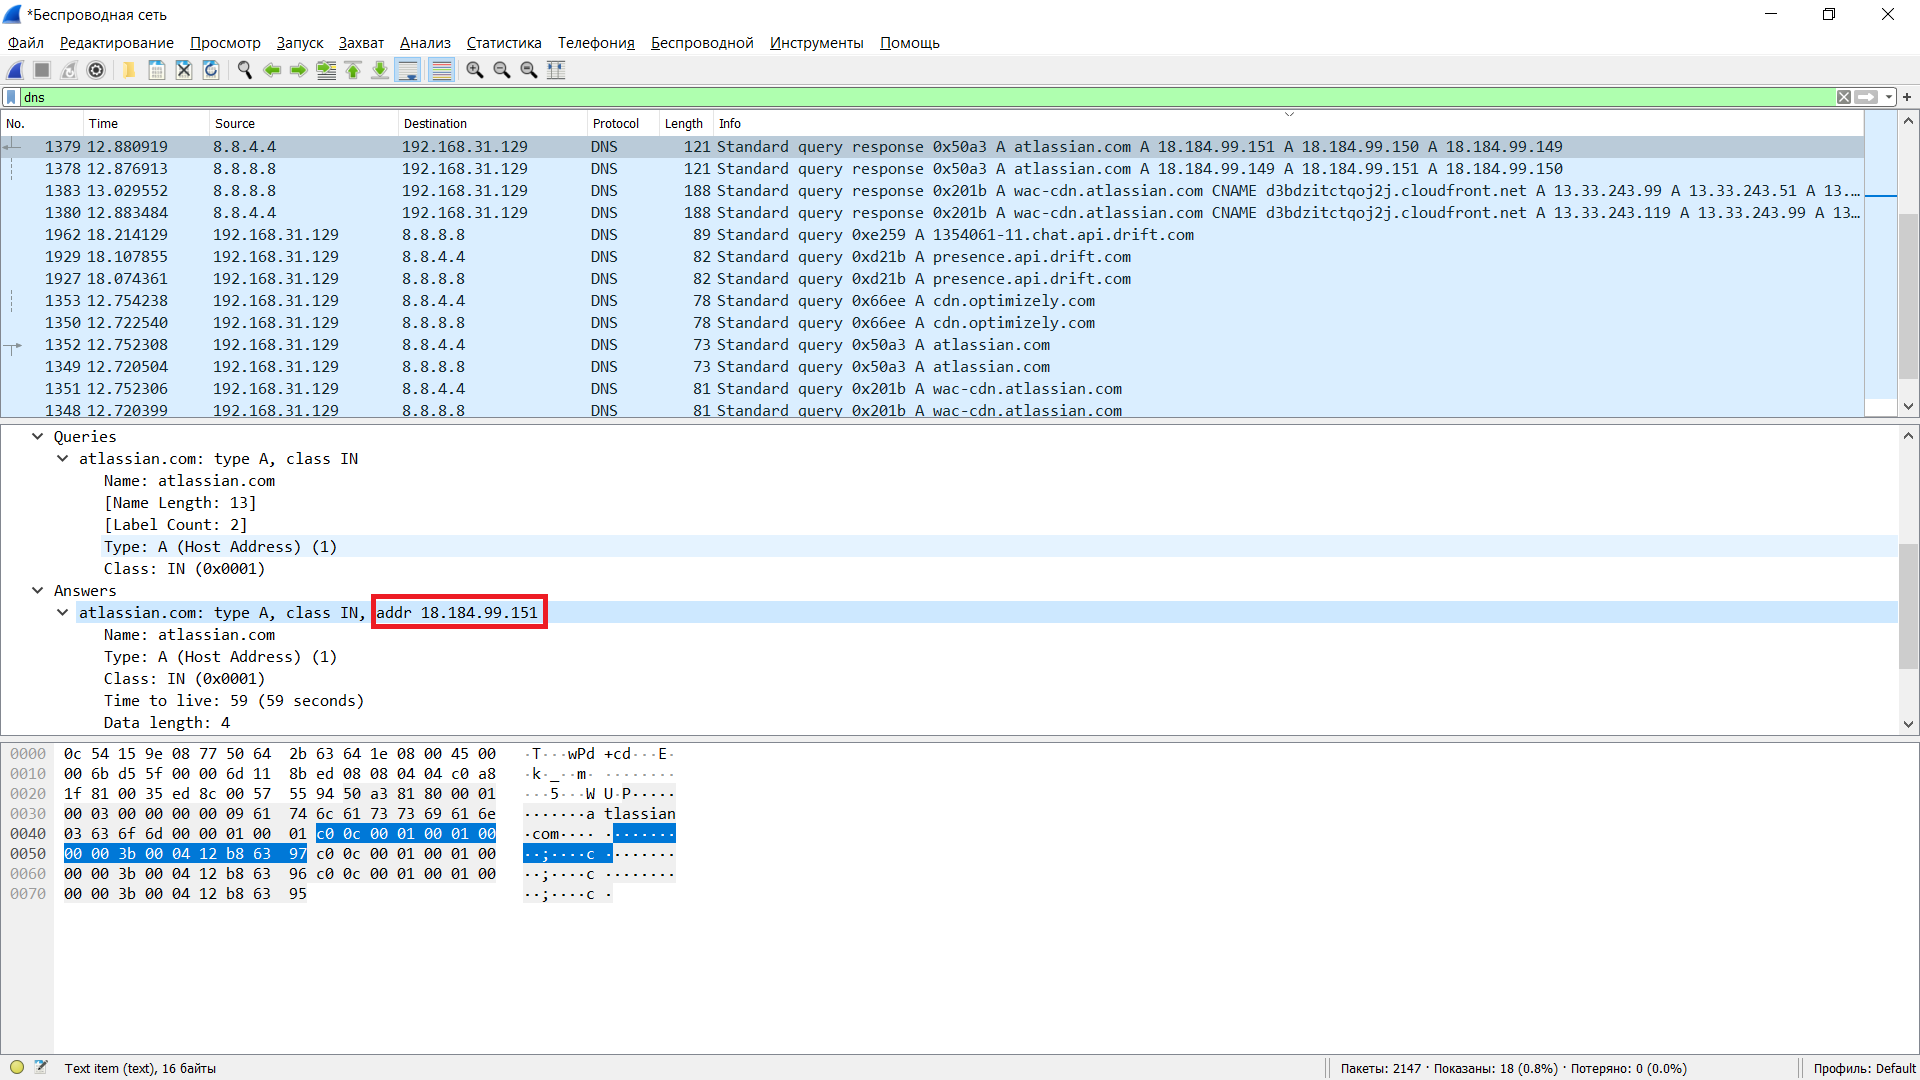 *Беспроводная сеть
Файл Редактирование Просмотр Запуск Захват Анализ Статистика Телефония Беспроводной Инструменты Помощь
dns
No. Time Source Destination Protocol Length Info
1379 12.880919 8.8.4.4 192.168.31.129 DNS 121 Standard query response 0x50a3 A atlassian.com A 18.184.99.151 A 18.184.99.150 A 18.184.99.149
1378 12.876913 8.8.8.8 192.168.31.129 DNS 121 Standard query response 0x50a3 A atlassian.com A 18.184.99.149 A 18.184.99.151 A 18.184.99.150
1383 13.029552 8.8.8.8 192.168.31.129 DNS 188 Standard query response 0x201b A wac-cdn.atlassian.com CNAME d3bdzitctqoj2j.cloudfront.net A 13.33.243.99 A 13.33.243.51 A 13.…
1380 12.883484 8.8.4.4 192.168.31.129 DNS 188 Standard query response 0x201b A wac-cdn.atlassian.com CNAME d3bdzitctqoj2j.cloudfront.net A 13.33.243.119 A 13.33.243.99 A 13…
1962 18.214129 192.168.31.129 8.8.8.8 DNS 89 Standard query 0xe259 A 1354061-11.chat.api.drift.com
1929 18.107855 192.168.31.129 8.8.4.4 DNS 82 Standard query 0xd21b A presence.api.drift.com
1927 18.074361 192.168.31.129 8.8.8.8 DNS 82 Standard query 0xd21b A presence.api.drift.com
1353 12.754238 192.168.31.129 8.8.4.4 DNS 78 Standard query 0x66ee A cdn.optimizely.com
1350 12.722540 192.168.31.129 8.8.8.8 DNS 78 Standard query 0x66ee A cdn.optimizely.com
1352 12.752308 192.168.31.129 8.8.4.4 DNS 73 Standard query 0x50a3 A atlassian.com
1349 12.720504 192.168.31.129 8.8.8.8 DNS 73 Standard query 0x50a3 A atlassian.com
1351 12.752306 192.168.31.129 8.8.4.4 DNS 81 Standard query 0x201b A wac-cdn.atlassian.com
1348 12.720399 192.168.31.129 8.8.8.8 DNS 81 Standard query 0x201b A wac-cdn.atlassian.com
Queries
atlassian.com: type A, class IN
Name: atlassian.com
[Name Length: 13]
[Label Count: 2]
Type: A (Host Address) (1)
Class: IN (0x0001)
Answers
atlassian.com: type A, class IN, addr 18.184.99.151
Name: atlassian.com
Type: A (Host Address) (1)
Class: IN (0x0001)
Time to live: 59 (59 seconds)
Data length: 4
0000 0c 54 15 9e 08 77 50 64 2b 63 64 1e 08 00 45 00 ·T···wPd +cd···E·
0010 00 6b d5 5f 00 00 6d 11 8b ed 08 08 04 04 c0 a8 ·k·_··m· ········
0020 1f 81 00 35 ed 8c 00 57 55 94 50 a3 81 80 00 01 ···5···W U·P·····
0030 00 03 00 00 00 00 09 61 74 6c 61 73 73 69 61 6e ·······a tlassian
0040 03 63 6f 6d 00 00 01 00 01 c0 0c 00 01 00 01 00 ·com···· ········
0050 00 00 3b 00 04 12 b8 63 97 c0 0c 00 01 00 01 00 ··;····c ········
0060 00 00 3b 00 04 12 b8 63 96 c0 0c 00 01 00 01 00 ··;····c ········
0070 00 00 3b 00 04 12 b8 63 95 ··;····c ·
Text item (text), 16 байты Пакеты: 2147 · Показаны: 18 (0.8%) · Потеряно: 0 (0.0%) Профиль: Default